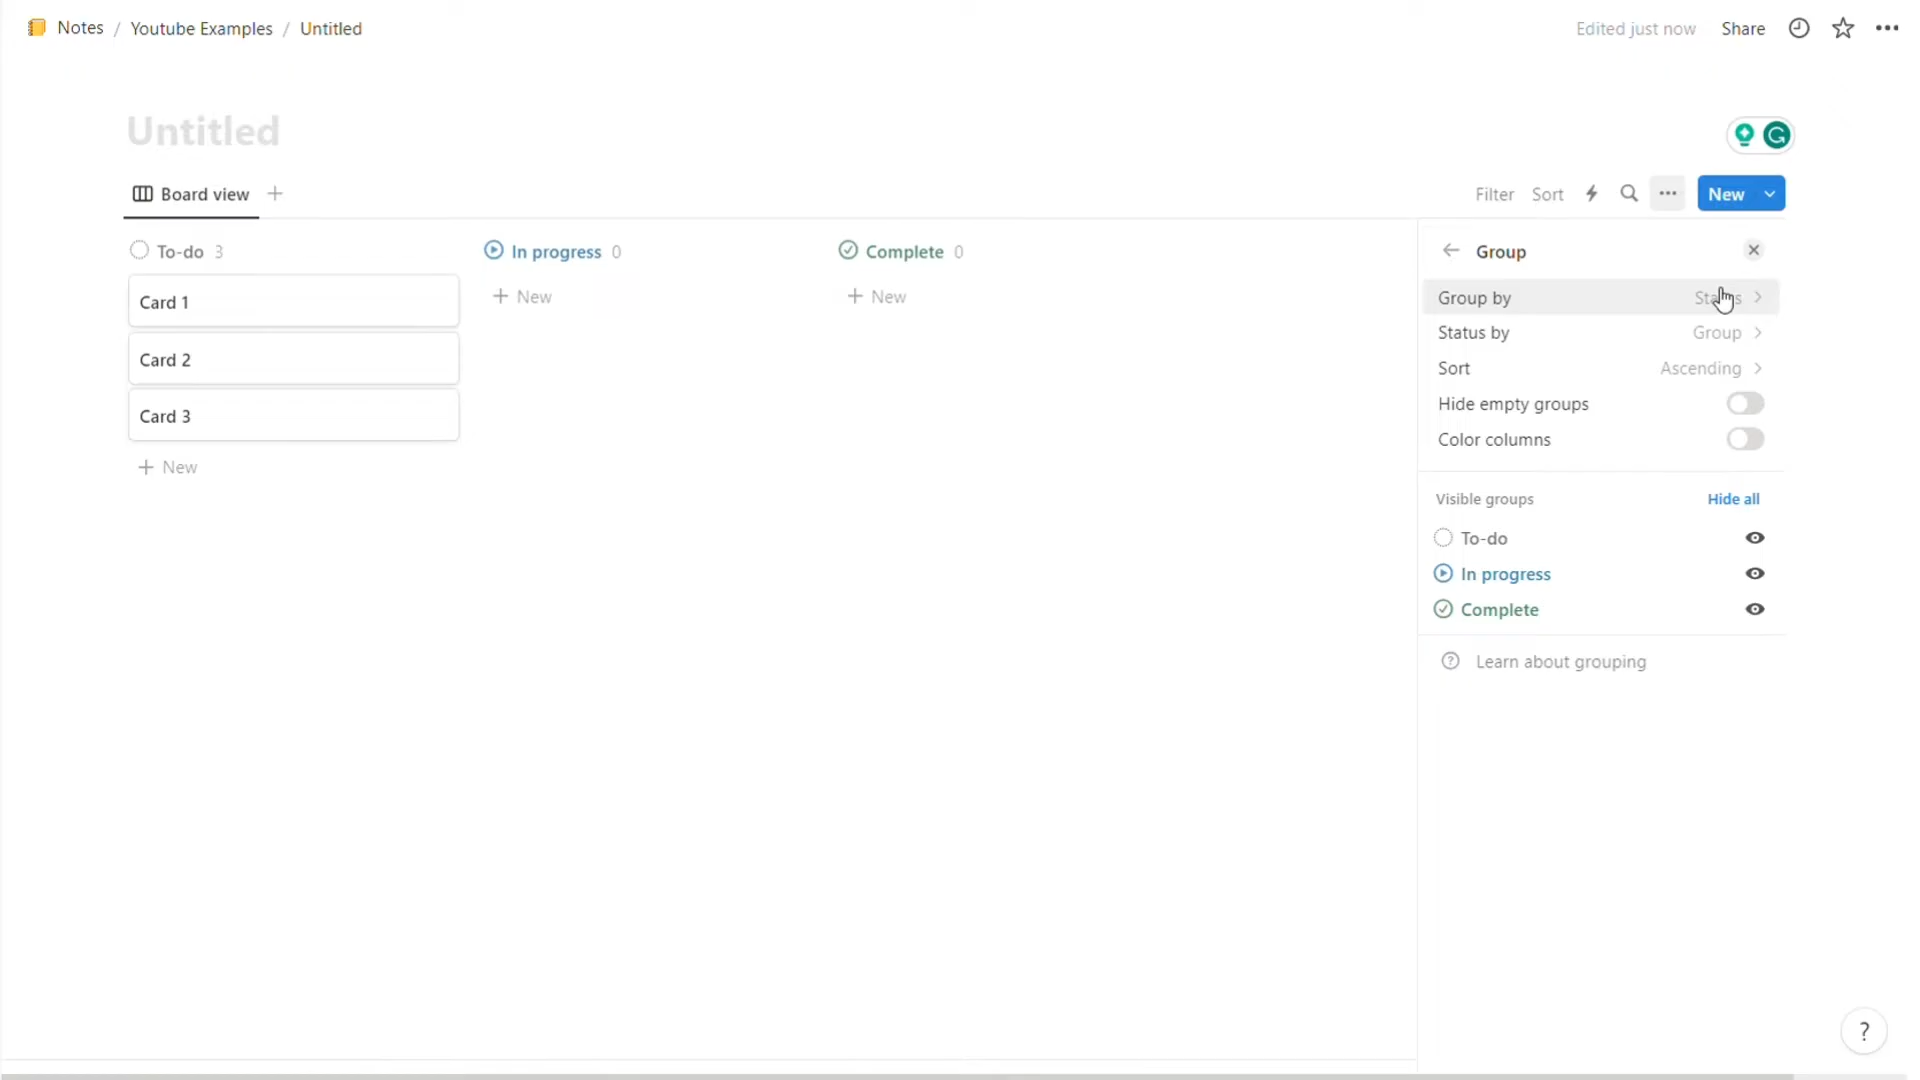 Notes / Youtube Examples / Untitled
Edited just now Share
Untitled
Board view
Filter Sort New
To-do 3
Card 1
Card 2
Card 3
New
In progress 0
New
Complete 0
New
Group
Group by
Status by Group
Sort Ascending
Hide empty groups
Color columns
Visible groups Hide all
To-do
In progress
Complete
? Learn about grouping
?